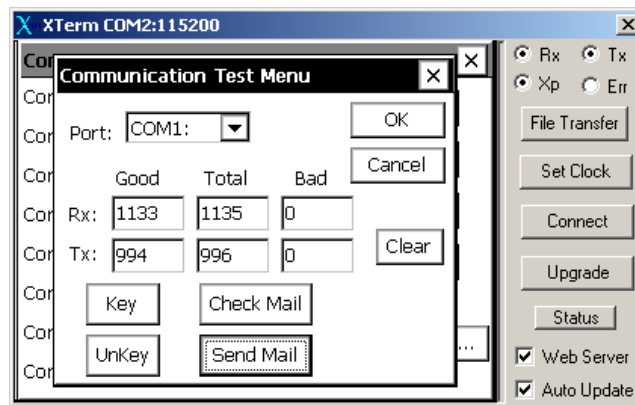 XTerm COM2:115200
Communication Test Menu
Port: COM1:
OK
Cancel
Good Total Bad
Rx: 1133 1135 0
Tx: 994 996 0
Clear
Key Check Mail
UnKey Send Mail
...
Rx Tx
Xp Err
File Transfer
Set Clock
Connect
Upgrade
Status
Web Server
Auto Update